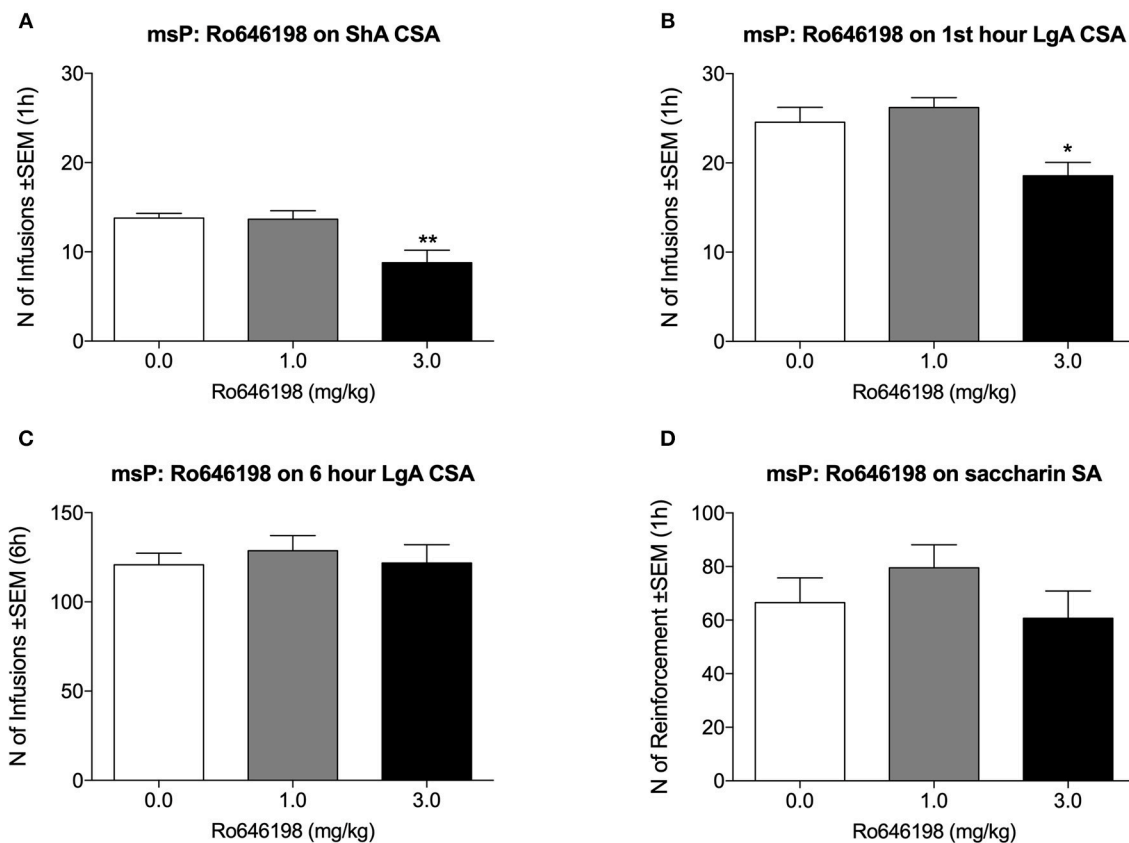 A
msP: Ro646198 on ShA CSA
N of Infusions ±SEM (1h)
30
20
10
0
**
0.0 1.0 3.0
Ro646198 (mg/kg)
B
msP: Ro646198 on 1st hour LgA CSA
N of Infusions ±SEM (1h)
30
20
10
0
*
0.0 1.0 3.0
Ro646198 (mg/kg)
C
msP: Ro646198 on 6 hour LgA CSA
N of Infusions ±SEM (6h)
150
100
50
0
0.0 1.0 3.0
Ro646198 (mg/kg)
D
msP: Ro646198 on saccharin SA
N of Reinforcement ±SEM (1h)
100
80
60
40
20
0
0.0 1.0 3.0
Ro646198 (mg/kg)